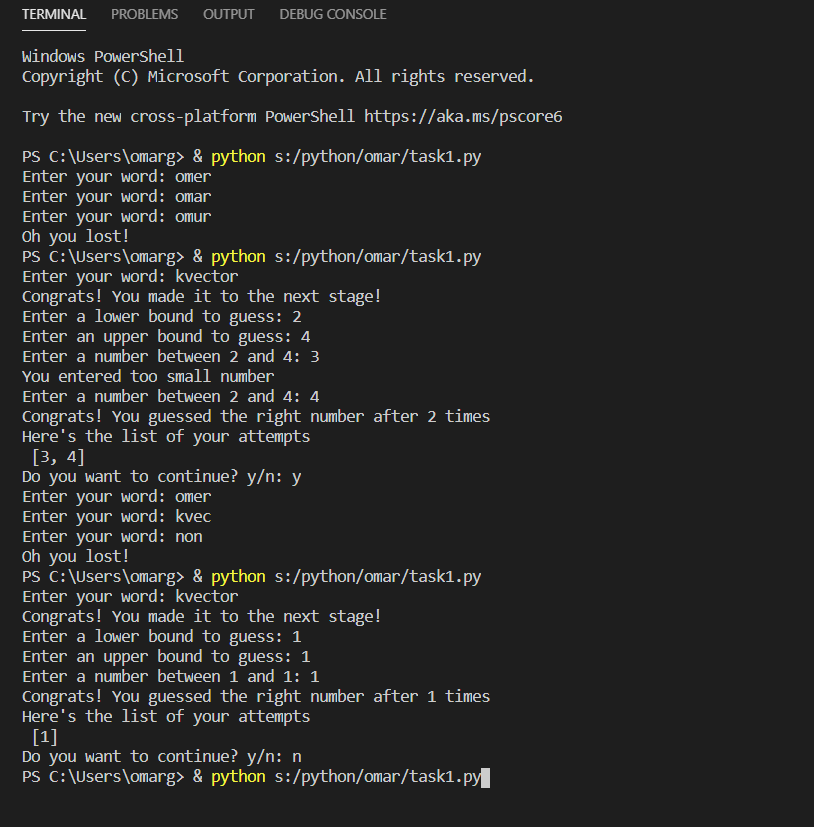 TERMINAL PROBLEMS OUTPUT DEBUG CONSOLE
Windows PowerShell
Copyright (C) Microsoft Corporation. All rights reserved.
Try the new cross-platform PowerShell https://aka.ms/pscore6
PS C:\Users\omarg> & python s:/python/omar/task1.py
Enter your word: omer
Enter your word: omar
Enter your word: omur
Oh you lost!
PS C:\Users\omarg> & python s:/python/omar/task1.py
Enter your word: kvector
Congrats! You made it to the next stage!
Enter a lower bound to guess: 2
Enter an upper bound to guess: 4
Enter a number between 2 and 4: 3
You entered too small number
Enter a number between 2 and 4: 4
Congrats! You guessed the right number after 2 times
Here's the list of your attempts
[3, 4]
Do you want to continue? y/n: y
Enter your word: omer
Enter your word: kvec
Enter your word: non
Oh you lost!
PS C:\Users\omarg> & python s:/python/omar/task1.py
Enter your word: kvector
Congrats! You made it to the next stage!
Enter a lower bound to guess: 1
Enter an upper bound to guess: 1
Enter a number between 1 and 1: 1
Congrats! You guessed the right number after 1 times
Here's the list of your attempts
[1]
Do you want to continue? y/n: n
PS C:\Users\omarg> & python s:/python/omar/task1.py